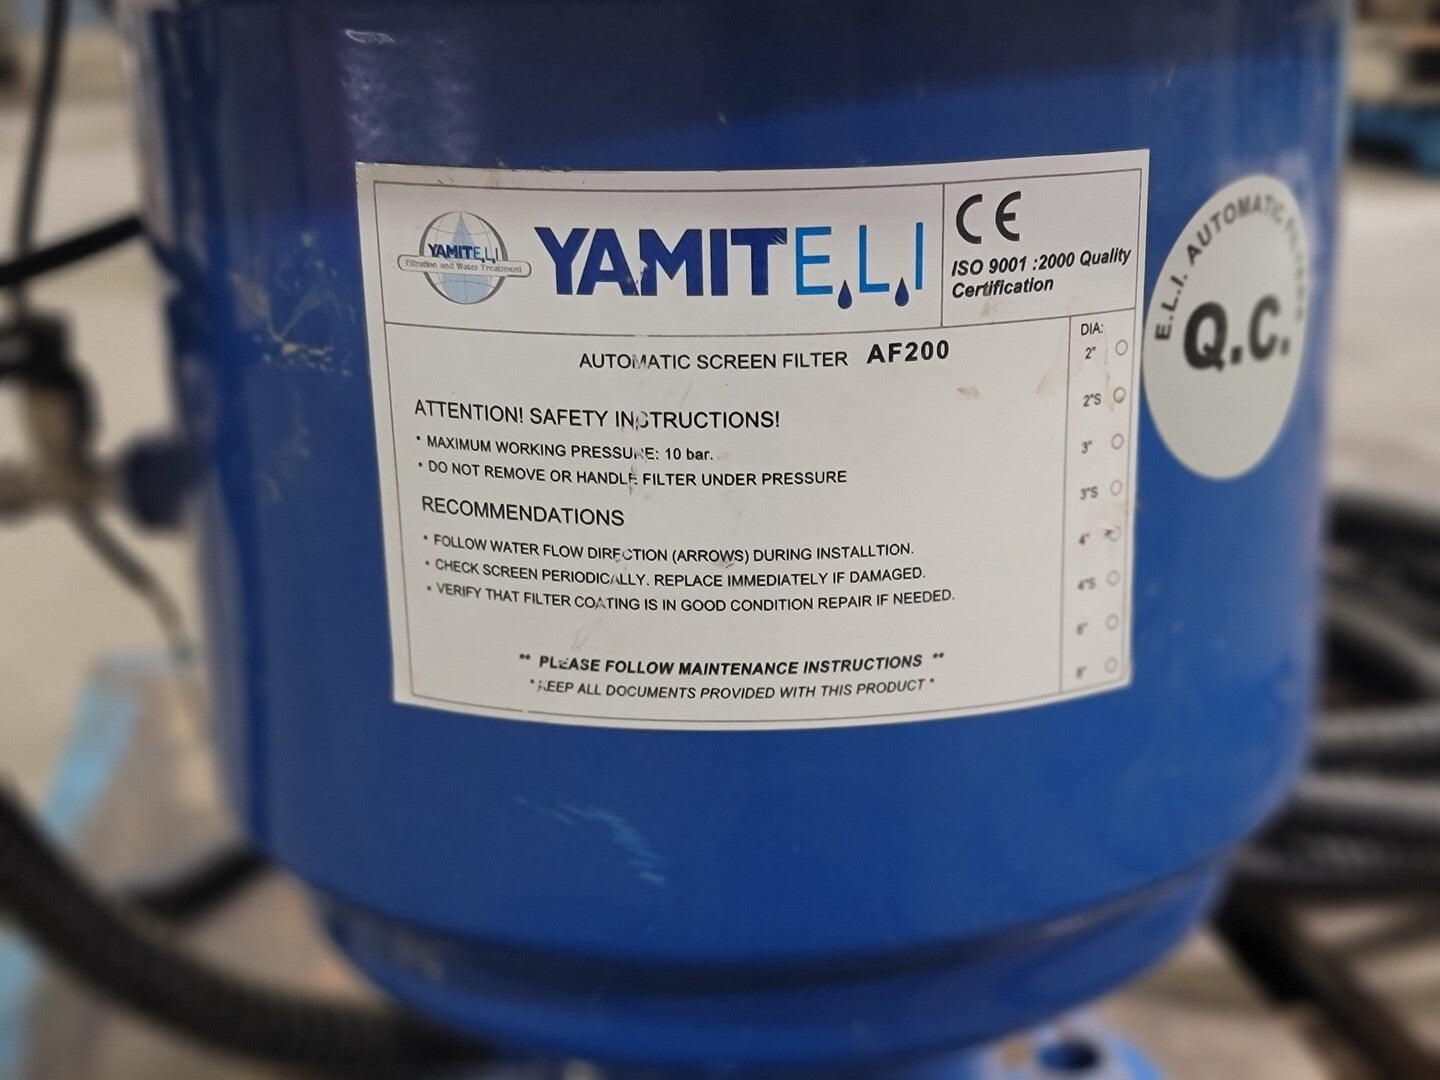 YAMIT E.L.I
Filtration and Water Treatment
YAMIT E.L.I
CE
ISO 9001 :2000 Quality
Certification
AUTOMATIC SCREEN FILTER AF200
ATTENTION! SAFETY INSTRUCTIONS!
* MAXIMUM WORKING PRESSURE: 10 bar.
* DO NOT REMOVE OR HANDLE FILTER UNDER PRESSURE
RECOMMENDATIONS
* FOLLOW WATER FLOW DIRECTION (ARROWS) DURING INSTALLTION.
* CHECK SCREEN PERIODICALLY. REPLACE IMMEDIATELY IF DAMAGED.
* VERIFY THAT FILTER COATING IS IN GOOD CONDITION REPAIR IF NEEDED.
** PLEASE FOLLOW MAINTENANCE INSTRUCTIONS **
*KEEP ALL DOCUMENTS PROVIDED WITH THIS PRODUCT *
DIA:
2"
2"S
3"
3"S
4"
4"S
6"
8"
E.L.I. AUTOMATIC
Q.C.